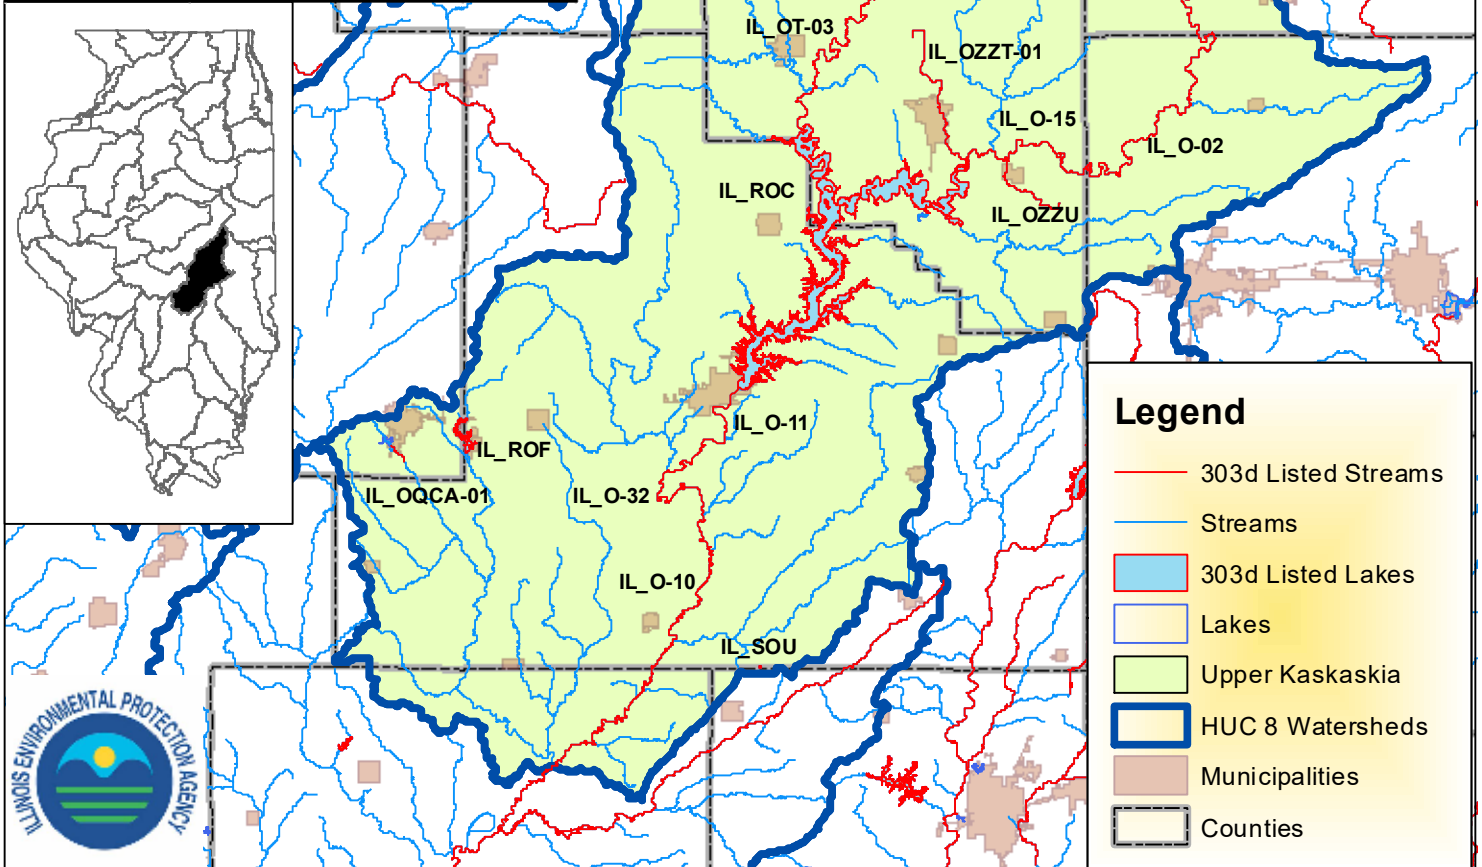 IL_OT-03
IL_OZZT-01
IL_O-15
IL_O-02
IL_ROC
IL_OZZU
IL_O-11
IL_ROF
IL_OQCA-01
IL_O-32
IL_O-10
IL_SOU
Legend
303d Listed Streams
Streams
303d Listed Lakes
Lakes
Upper Kaskaskia
HUC 8 Watersheds
Municipalities
Counties
ILLINOIS ENVIRONMENTAL PROTECTION AGENCY